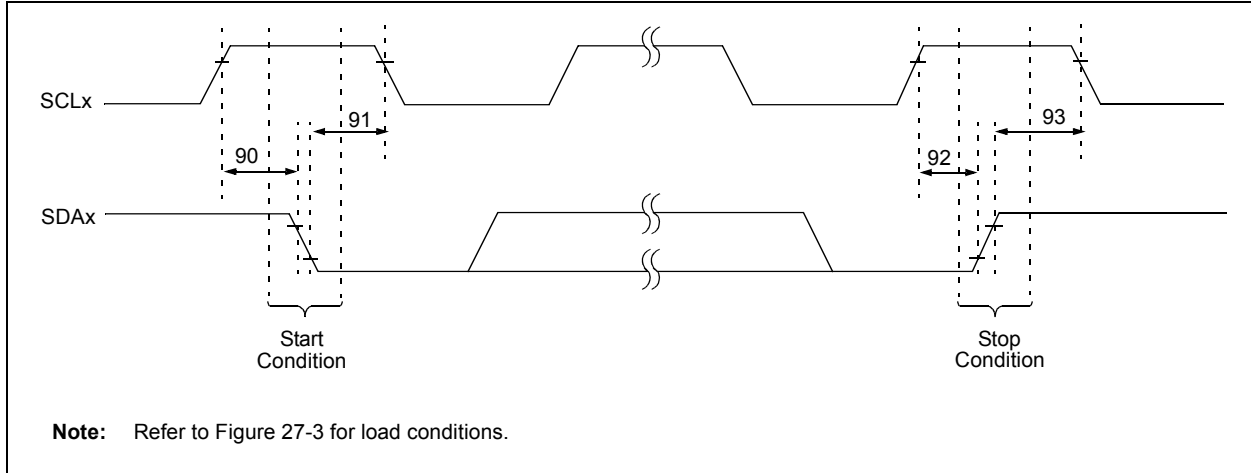 SCLx
91
93
90
92
SDAx
Start
Condition
Stop
Condition
Note: Refer to Figure 27-3 for load conditions.